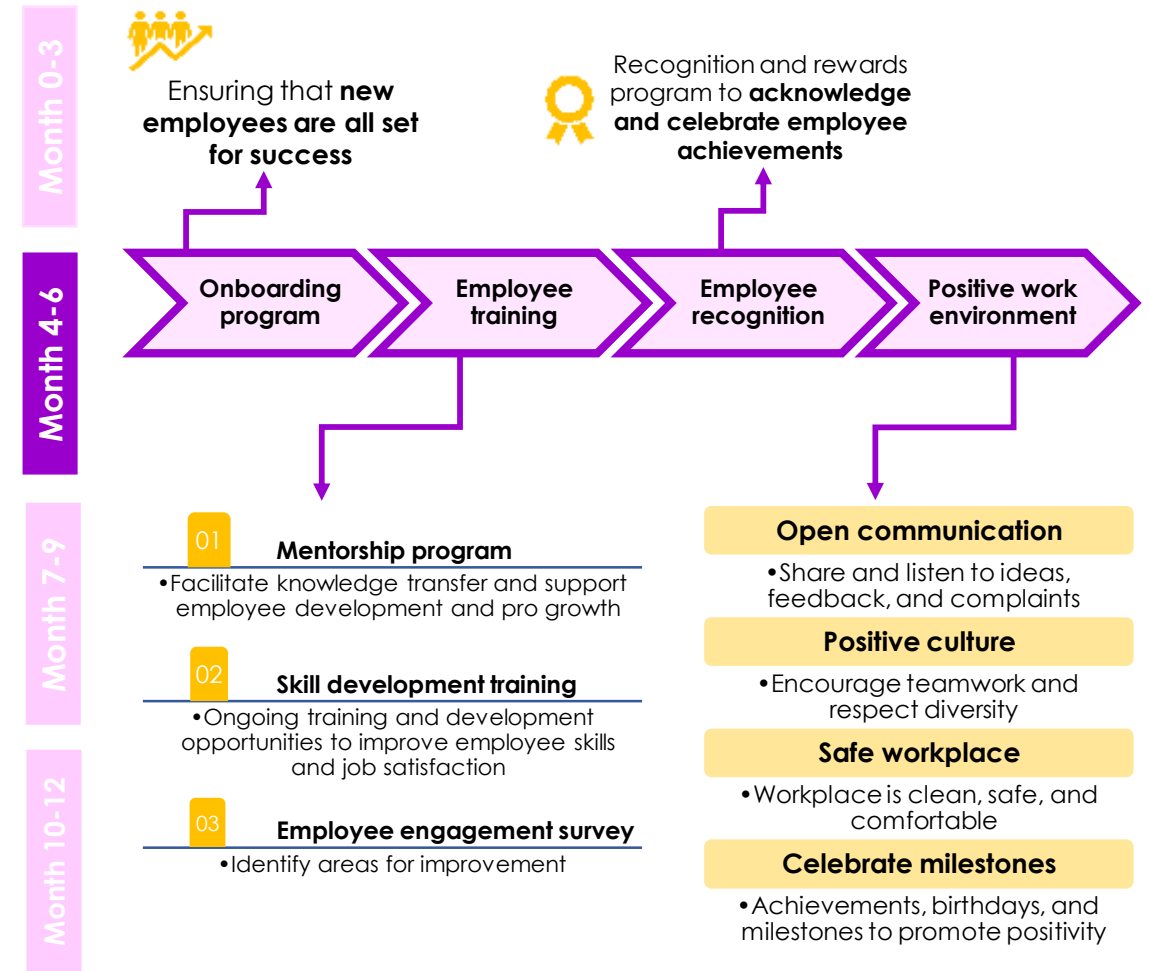 Month 0-3
Month 4-6
Month 7-9
Month 10-12
Ensuring that new
employees are all set
for success
Recognition and rewards
program to acknowledge
and celebrate employee
achievements
Onboarding
program
Employee
training
Employee
recognition
Positive work
environment
01
Mentorship program
•Facilitate knowledge transfer and support
employee development and pro growth
02
Skill development training
•Ongoing training and development
opportunities to improve employee skills
and job satisfaction
03
Employee engagement survey
•Identify areas for improvement
Open communication
•Share and listen to ideas,
feedback, and complaints
Positive culture
•Encourage teamwork and
respect diversity
Safe workplace
•Workplace is clean, safe, and
comfortable
Celebrate milestones
•Achievements, birthdays, and
milestones to promote positivity